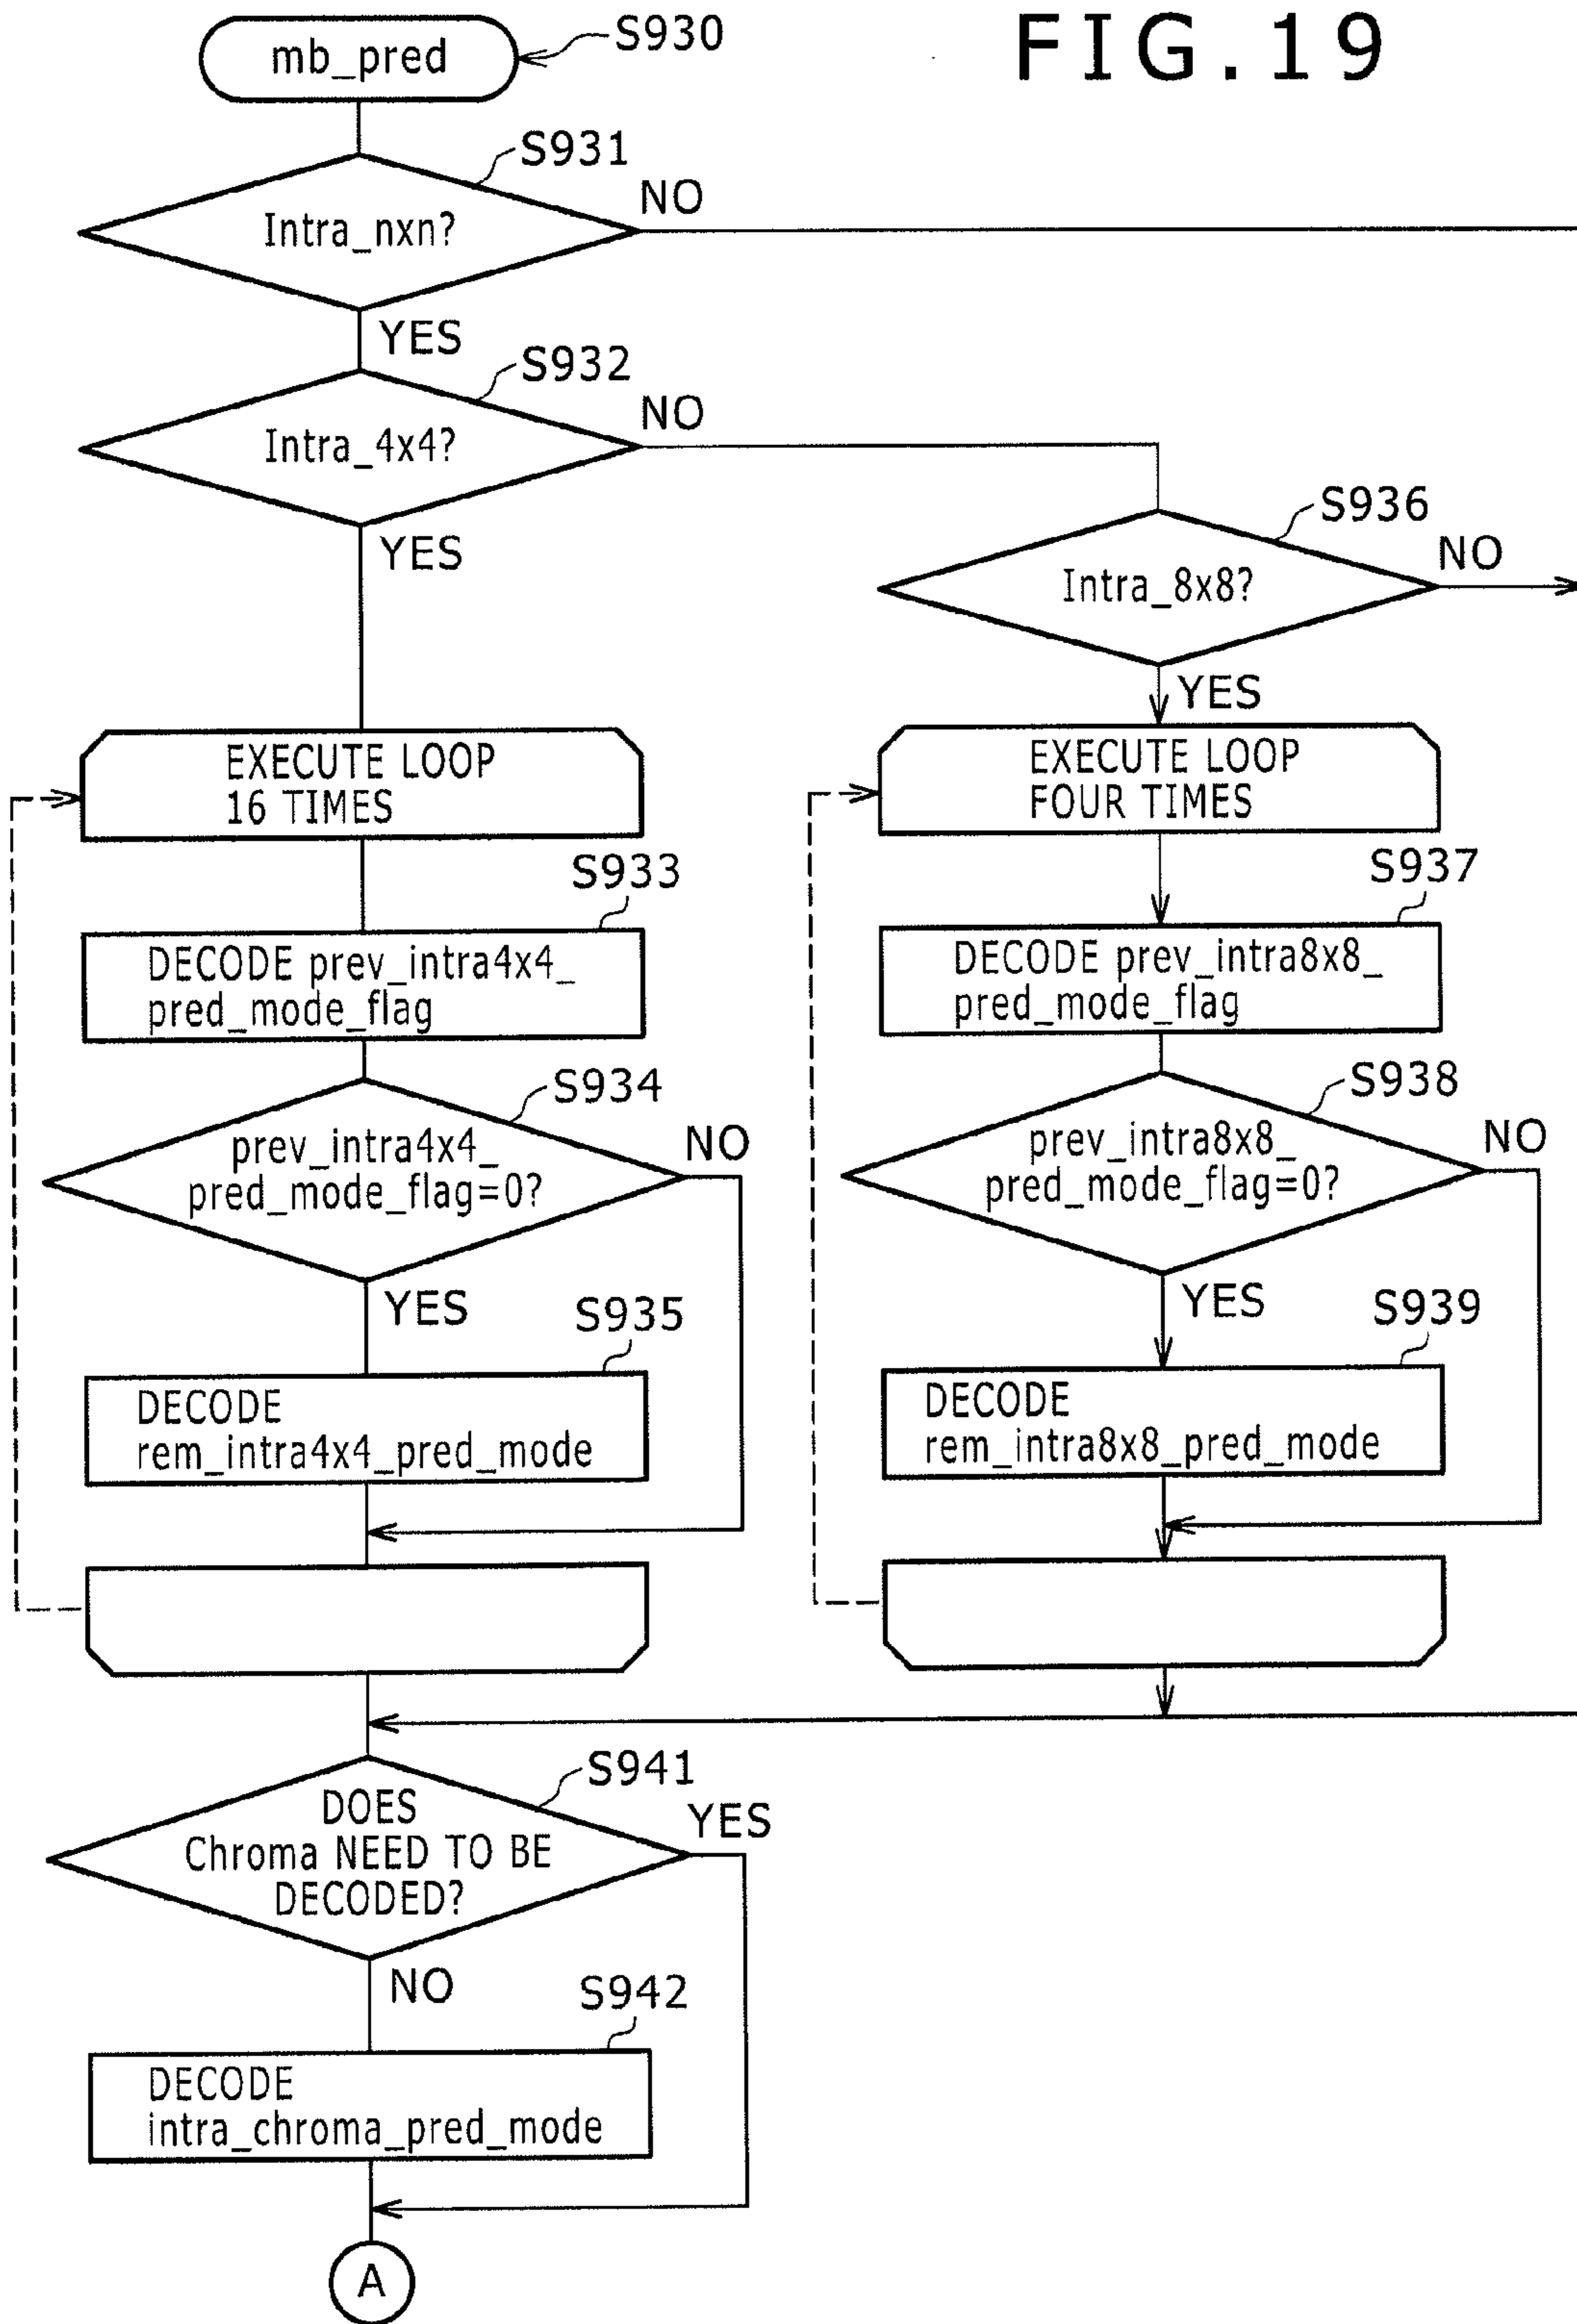 FIG.19
mb_pred
S930
S931
Intra_nxn?
NO
YES
S932
Intra_4x4?
NO
YES
S936
Intra_8x8?
NO
YES
EXECUTE LOOP
16 TIMES
EXECUTE LOOP
FOUR TIMES
S933
DECODE prev_intra4x4_
pred_mode_flag
S937
DECODE prev_intra8x8_
pred_mode_flag
S934
prev_intra4x4_
pred_mode_flag=0?
NO
YES
S938
prev_intra8x8_
pred_mode_flag=0?
NO
YES
S935
DECODE
rem_intra4x4_pred_mode
S939
DECODE
rem_intra8x8_pred_mode
S941
DOES
Chroma NEED TO BE
DECODED?
YES
NO
S942
DECODE
intra_chroma_pred_mode
A